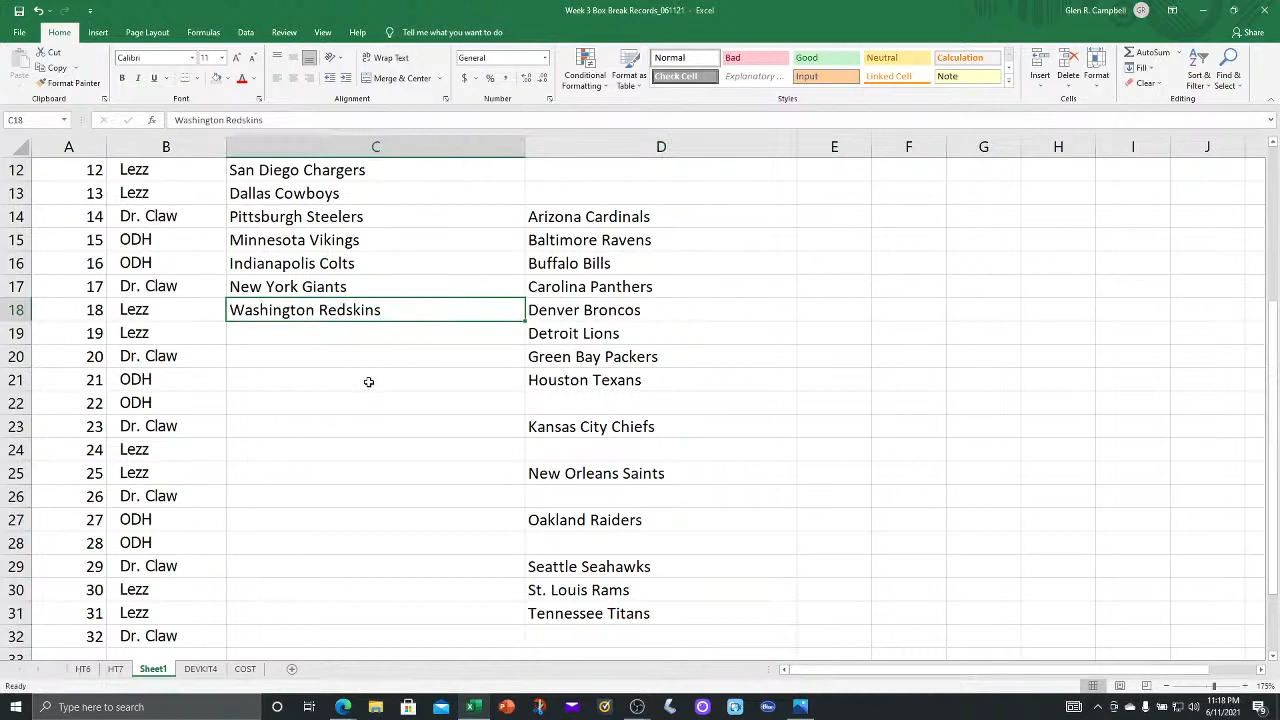 Week 3 Box Break Records_061121 - Excel
Glen R. Campbell GR
File Home Insert Page Layout Formulas Data Review View Help Tell me what you want to do Share
Cut
Copy
Format Painter
Paste
Clipboard
Calibri 11
B I U
Font
Wrap Text
Merge & Center
Alignment
General
Number
Conditional Formatting
Format as Table
Normal Bad Good Neutral Calculation
Check Cell Explanatory ... Input Linked Cell Note
Styles
Insert Delete Format
Cells
AutoSum
Fill
Clear
Sort & Filter
Find & Select
Editing
C18 fx Washington Redskins
A B C D E F G H I J
12 12 Lezz San Diego Chargers
13 13 Lezz Dallas Cowboys
14 14 Dr. Claw Pittsburgh Steelers Arizona Cardinals
15 15 ODH Minnesota Vikings Baltimore Ravens
16 16 ODH Indianapolis Colts Buffalo Bills
17 17 Dr. Claw New York Giants Carolina Panthers
18 18 Lezz Washington Redskins Denver Broncos
19 19 Lezz Detroit Lions
20 20 Dr. Claw Green Bay Packers
21 21 ODH Houston Texans
22 22 ODH
23 23 Dr. Claw Kansas City Chiefs
24 24 Lezz
25 25 Lezz New Orleans Saints
26 26 Dr. Claw
27 27 ODH Oakland Raiders
28 28 ODH
29 29 Dr. Claw Seattle Seahawks
30 30 Lezz St. Louis Rams
31 31 Lezz Tennessee Titans
32 32 Dr. Claw
33
HT6 HT7 Sheet1 DEVKIT4 COST
Ready
175%
Type here to search
11:18 PM
6/11/2021